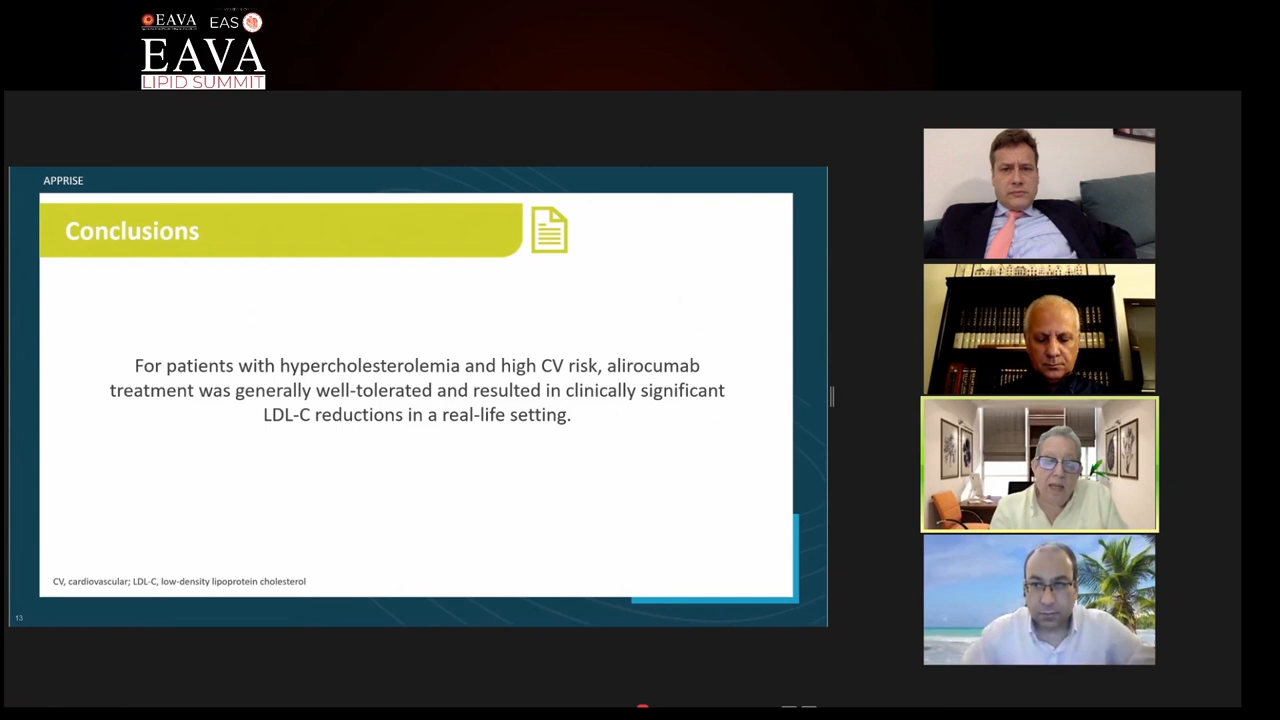 EAVA
EAS
EAVA
LIPID SUMMIT
APPRISE
Conclusions
For patients with hypercholesterolemia and high CV risk, alirocumab
treatment was generally well-tolerated and resulted in clinically significant
LDL-C reductions in a real-life setting.
CV, cardiovascular; LDL-C, low-density lipoprotein cholesterol
13